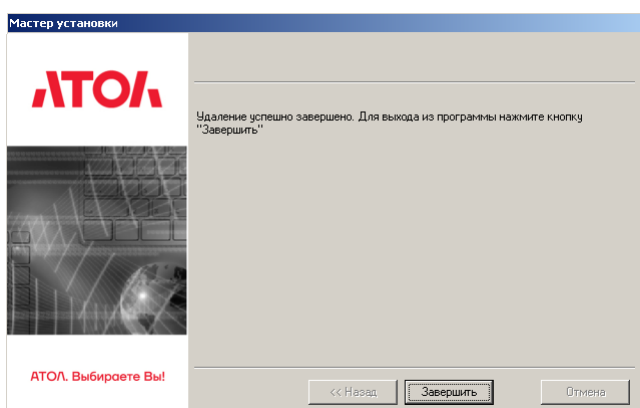 Мастер установки
АТОЛ
Удаление успешно завершено. Для выхода из программы нажмите кнопку
"Завершить"
АТОЛ. Выбираете Вы!
<< Назад
Завершить
Отмена